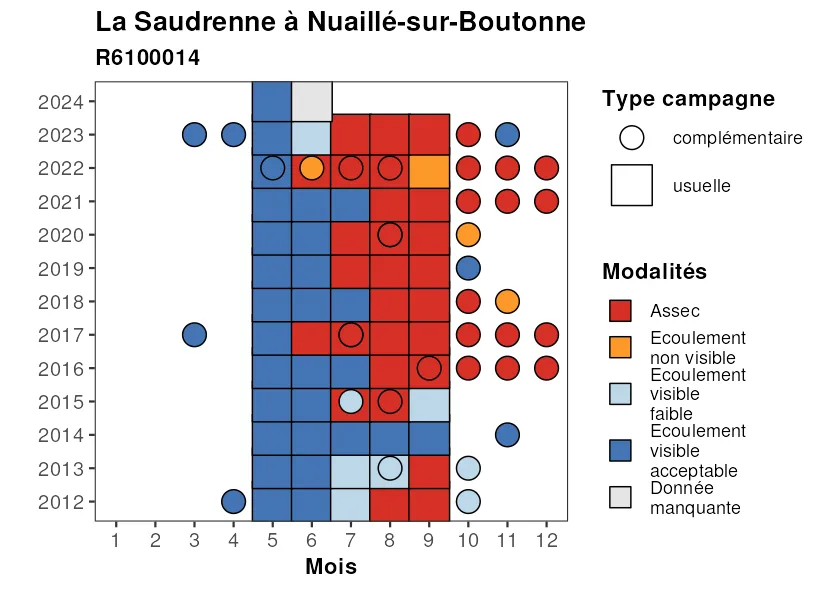 La Saudrenne à Nuaillé-sur-Boutonne
R6100014
2024
2023
2022
2021
2020
2019
2018
2017
2016
2015
2014
2013
2012
1 2 3 4 5 6 7 8 9 10 11 12
Mois
Type campagne
complémentaire
usuelle
Modalités
Assec
Ecoulement
non visible
Ecoulement
visible
faible
Ecoulement
visible
acceptable
Donnée
manquante